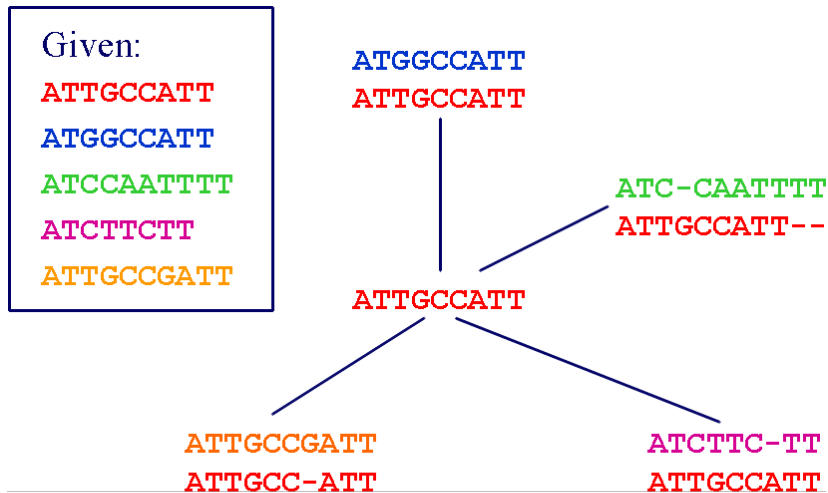 Given:
ATTGCCATT
ATGGCCATT
ATCCAATTTT
ATCTTCTT
ATTGCCGATT
ATGGCCATT
ATTGCCATT
ATC-CAATTTT
ATTGCCATT--
ATTGCCATT
ATTGCCGATT
ATTGCC-ATT
ATCTTC-TT
ATTGCCATT